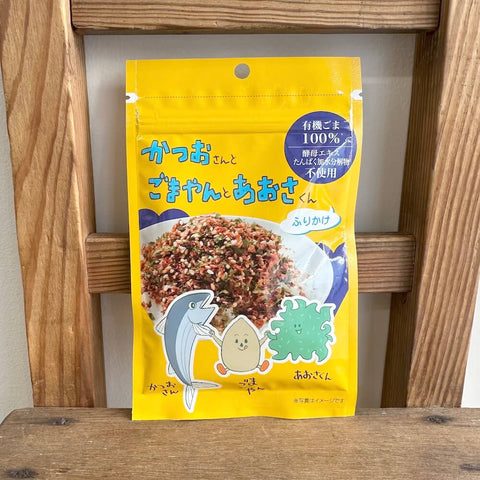 有機ごま
100%
酵母エキス
たんぱく加水分解物
不使用
かつおさんと
ごまやんとあおさくん
ふりかけ
かつお
さん
ごま
やん
あおさくん
※写真はイメージです